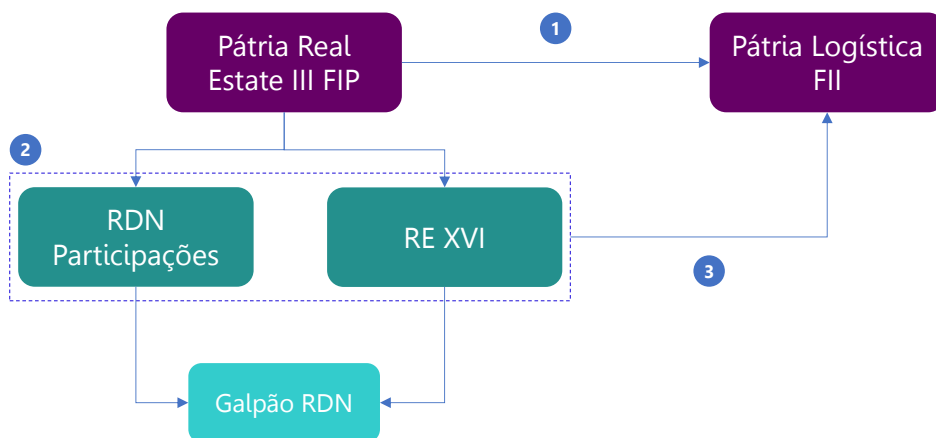 1
Pátria Real
Estate III FIP
Pátria Logística
FII
2
RDN
Participações
RE XVI
3
Galpão RDN